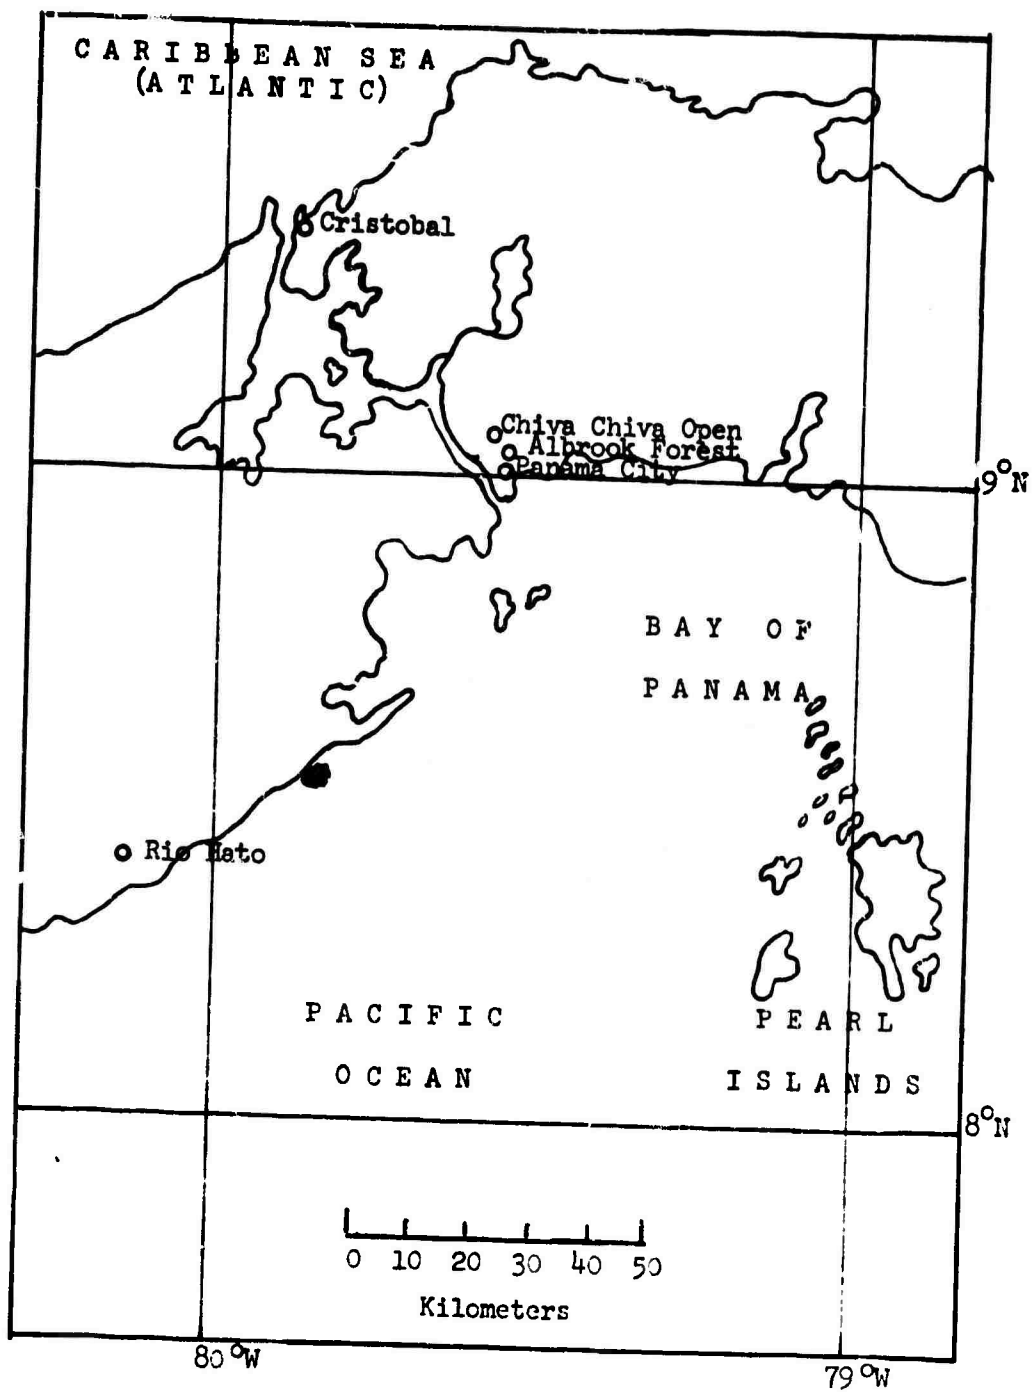 CARIBBEAN SEA
(ATLANTIC)
Cristobal
Chiva Chiva Open
Albrook Forest
Panama City
9°N
BAY OF
PANAMA
Rio Hato
PACIFIC
OCEAN
PEARL
ISLANDS
8°N
0 10 20 30 40 50
Kilometers
80°W
79°W